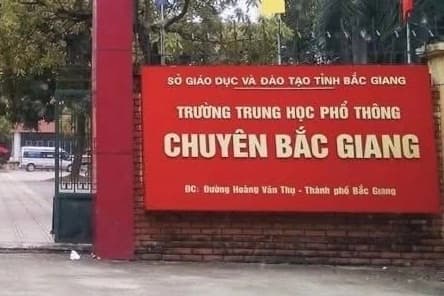 SỞ GIÁO DỤC VÀ ĐÀO TẠO TỈNH BẮC GIANG
TRƯỜNG TRUNG HỌC PHỔ THÔNG
CHUYÊN BẮC GIANG
ĐC: Đường Hoàng Văn Thụ - Thành phố Bắc Giang